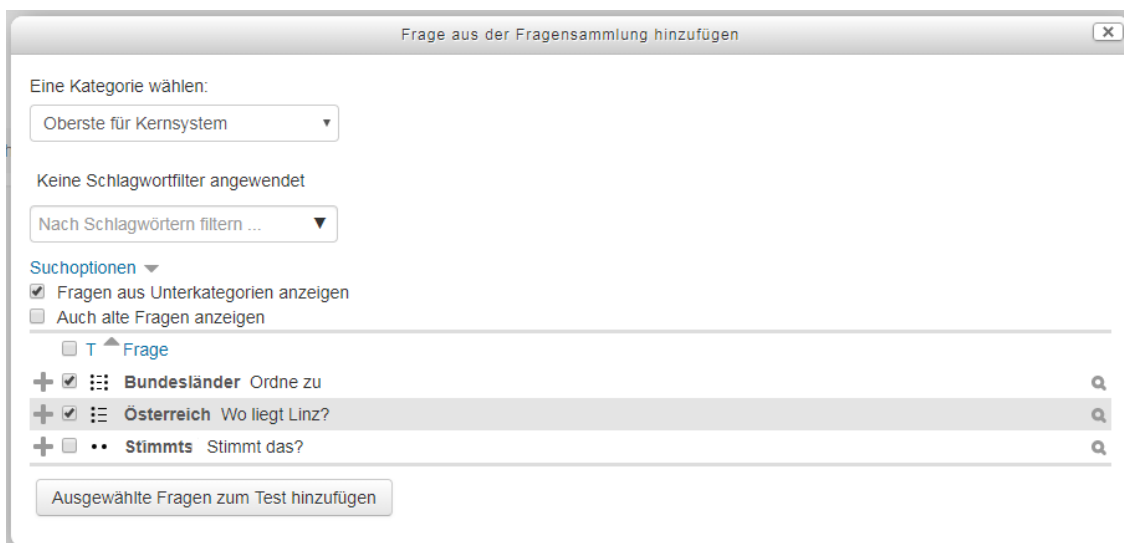 Frage aus der Fragensammlung hinzufügen
Eine Kategorie wählen:
Oberste für Kernsystem
Keine Schlagwortfilter angewendet
Nach Schlagwörtern filtern ...
Suchoptionen
Fragen aus Unterkategorien anzeigen
Auch alte Fragen anzeigen
T Frage
Bundesländer Ordne zu
Österreich Wo liegt Linz?
Stimmts Stimmt das?
Ausgewählte Fragen zum Test hinzufügen